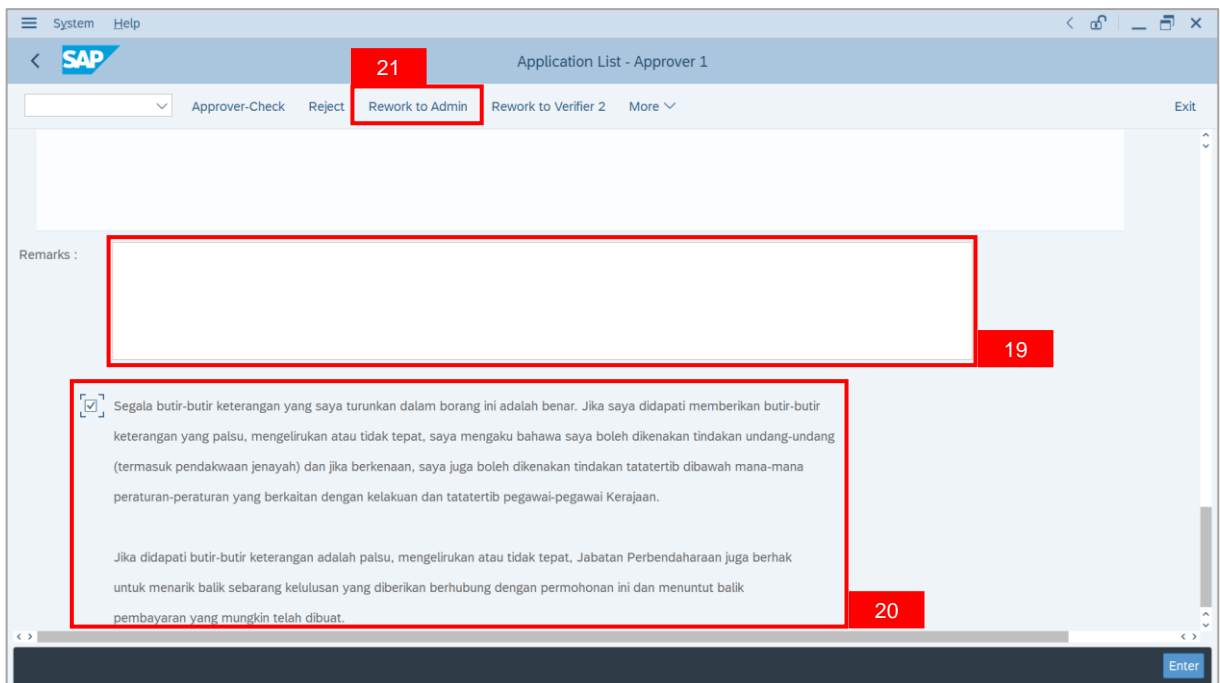 System Help
SAP
21
Application List - Approver 1
Approver-Check Reject Rework to Admin Rework to Verifier 2 More Exit
Remarks :
19
Segala butir-butir keterangan yang saya turunkan dalam borang ini adalah benar. Jika saya didapati memberikan butir-butir
keterangan yang palsu, mengelirukan atau tidak tepat, saya mengaku bahawa saya boleh dikenakan tindakan undang-undang
(termasuk pendakwaan jenayah) dan jika berkenaan, saya juga boleh dikenakan tindakan tatatertib dibawah mana-mana
peraturan-peraturan yang berkaitan dengan kelakuan dan tatatertib pegawai-pegawai Kerajaan.
Jika didapati butir-butir keterangan adalah palsu, mengelirukan atau tidak tepat, Jabatan Perbendaharaan juga berhak
untuk menarik balik sebarang kelulusan yang diberikan berhubung dengan permohonan ini dan menuntut balik
pembayaran yang mungkin telah dibuat.
20
Enter